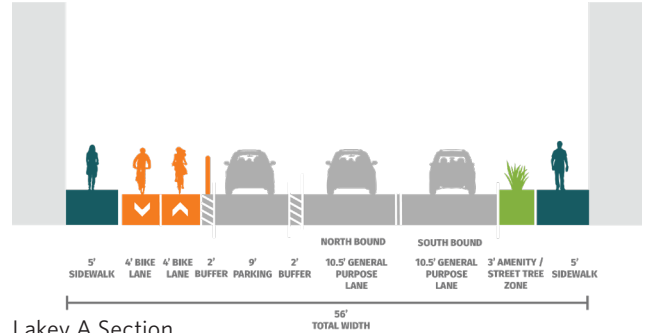 NORTH BOUND
SOUTH BOUND
5'
SIDEWALK
4' BIKE
LANE
4' BIKE
LANE
2'
BUFFER
9'
PARKING
2'
BUFFER
10.5' GENERAL
PURPOSE
LANE
10.5' GENERAL
PURPOSE
LANE
3' AMENITY /
STREET TREE
ZONE
5'
SIDEWALK
56'
TOTAL WIDTH
Lakey A Section